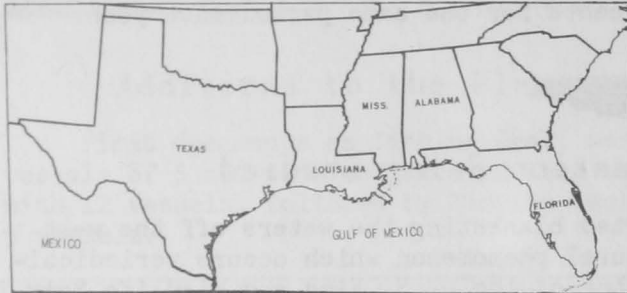 MISS.
ALABAMA
TEXAS
LOUISIANA
FLORIDA
GULF OF MEXICO
MEXICO